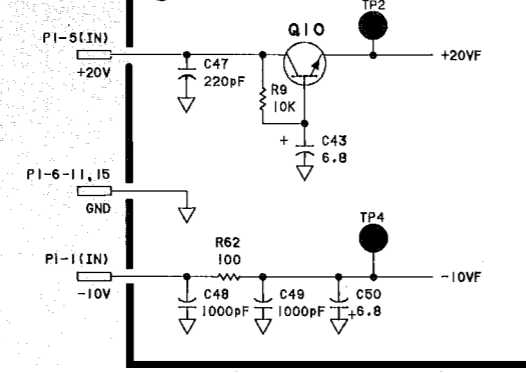 TP2
Q10
P1-5(IN)
+20V
+20VF
C47
220pF
R9
10K
+
C43
6.8
P1-6-11,15
GND
TP4
R62
100
P1-1(IN)
-10V
-10VF
C48
1000pF
C49
1000pF
C50
+6.8